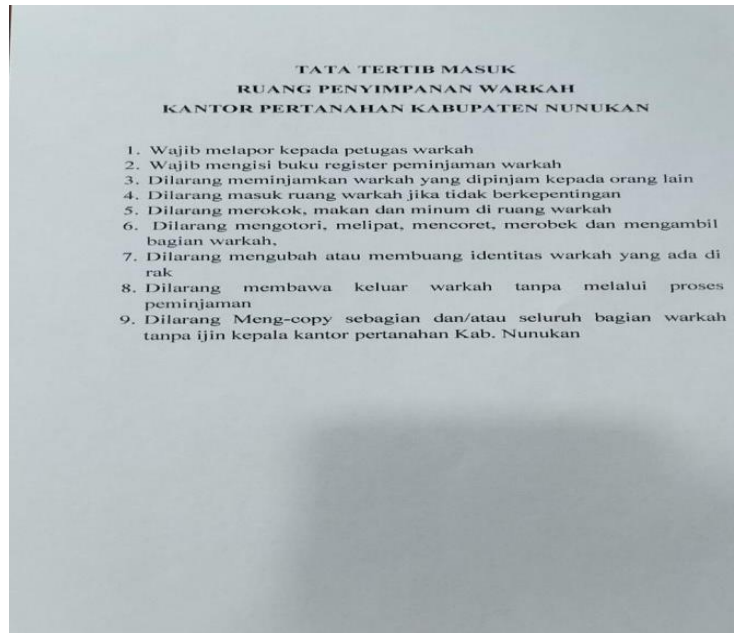 TATA TERTIB MASUK
RUANG PENYIMPANAN WARKAH
KANTOR PERTANAHAN KABUPATEN NUNUKAN
1. Wajib melapor kepada petugas warkah
2. Wajib mengisi buku register peminjaman warkah
3. Dilarang meminjamkan warkah yang dipinjam kepada orang lain
4. Dilarang masuk ruang warkah jika tidak berkepentingan
5. Dilarang merokok, makan dan minum di ruang warkah
6. Dilarang mengotori, melipat, mencoret, merobek dan mengambil
bagian warkah,
7. Dilarang mengubah atau membuang identitas warkah yang ada di
rak
8. Dilarang membawa keluar warkah tanpa melalui proses
peminjaman
9. Dilarang Meng-copy sebagian dan/atau seluruh bagian warkah
tanpa ijin kepala kantor pertanahan Kab. Nunukan